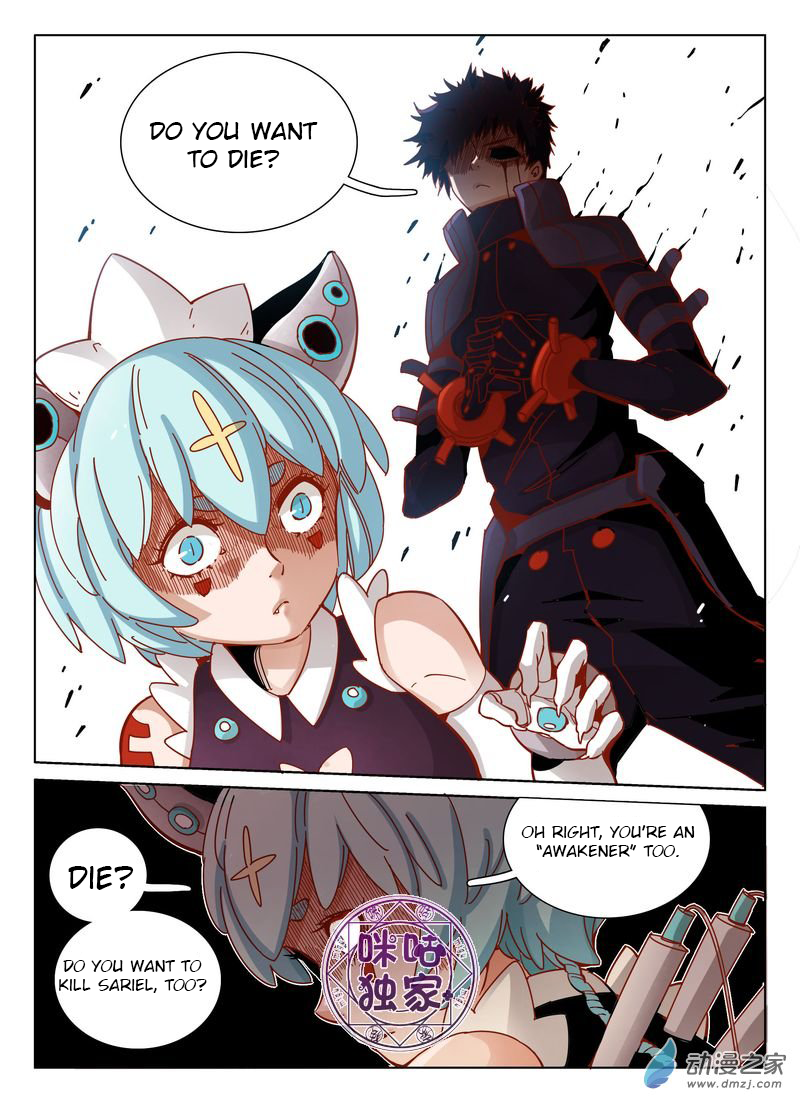 DO YOU WANT
TO DIE?
OH RIGHT, YOU'RE AN
"AWAKENER" TOO.
DIE?
DO YOU WANT TO
KILL SARIEL, TOO?
咪咕
独家
动漫之家
www.dmzj.com